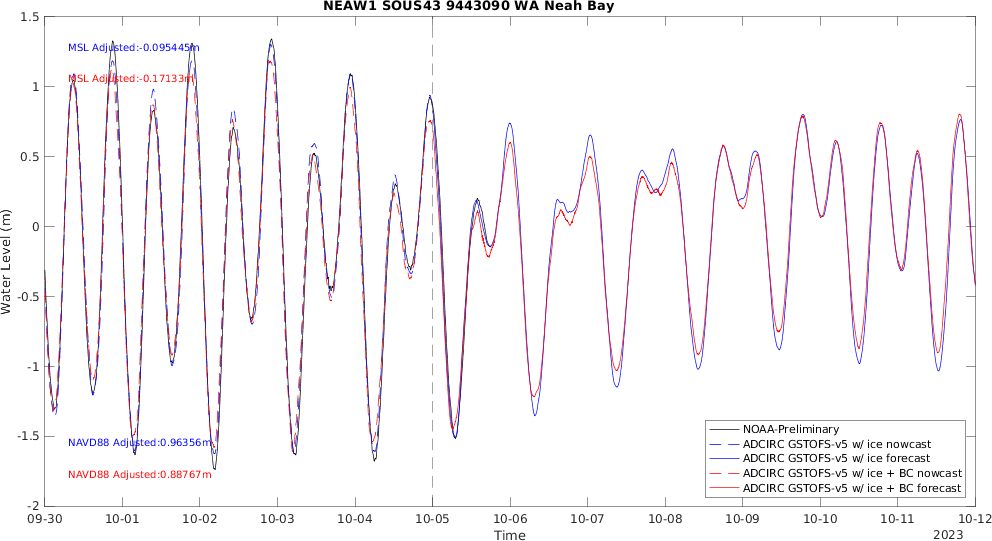 NEAW1 SOUS43 9443090 WA Neah Bay
1.5
1
0.5
0
-0.5
-1
-1.5
-2
Water Level (m)
MSL Adjusted:-0.095445m
MSL Adjusted:-0.17133m
NAVD88 Adjusted:0.96356m
NAVD88 Adjusted:0.88767m
NOAA-Preliminary
ADCIRC GSTOFS-v5 w/ ice nowcast
ADCIRC GSTOFS-v5 w/ ice forecast
ADCIRC GSTOFS-v5 w/ ice + BC nowcast
ADCIRC GSTOFS-v5 w/ ice + BC forecast
09-30 10-01 10-02 10-03 10-04 10-05 10-06 10-07 10-08 10-09 10-10 10-11 10-12
Time
2023